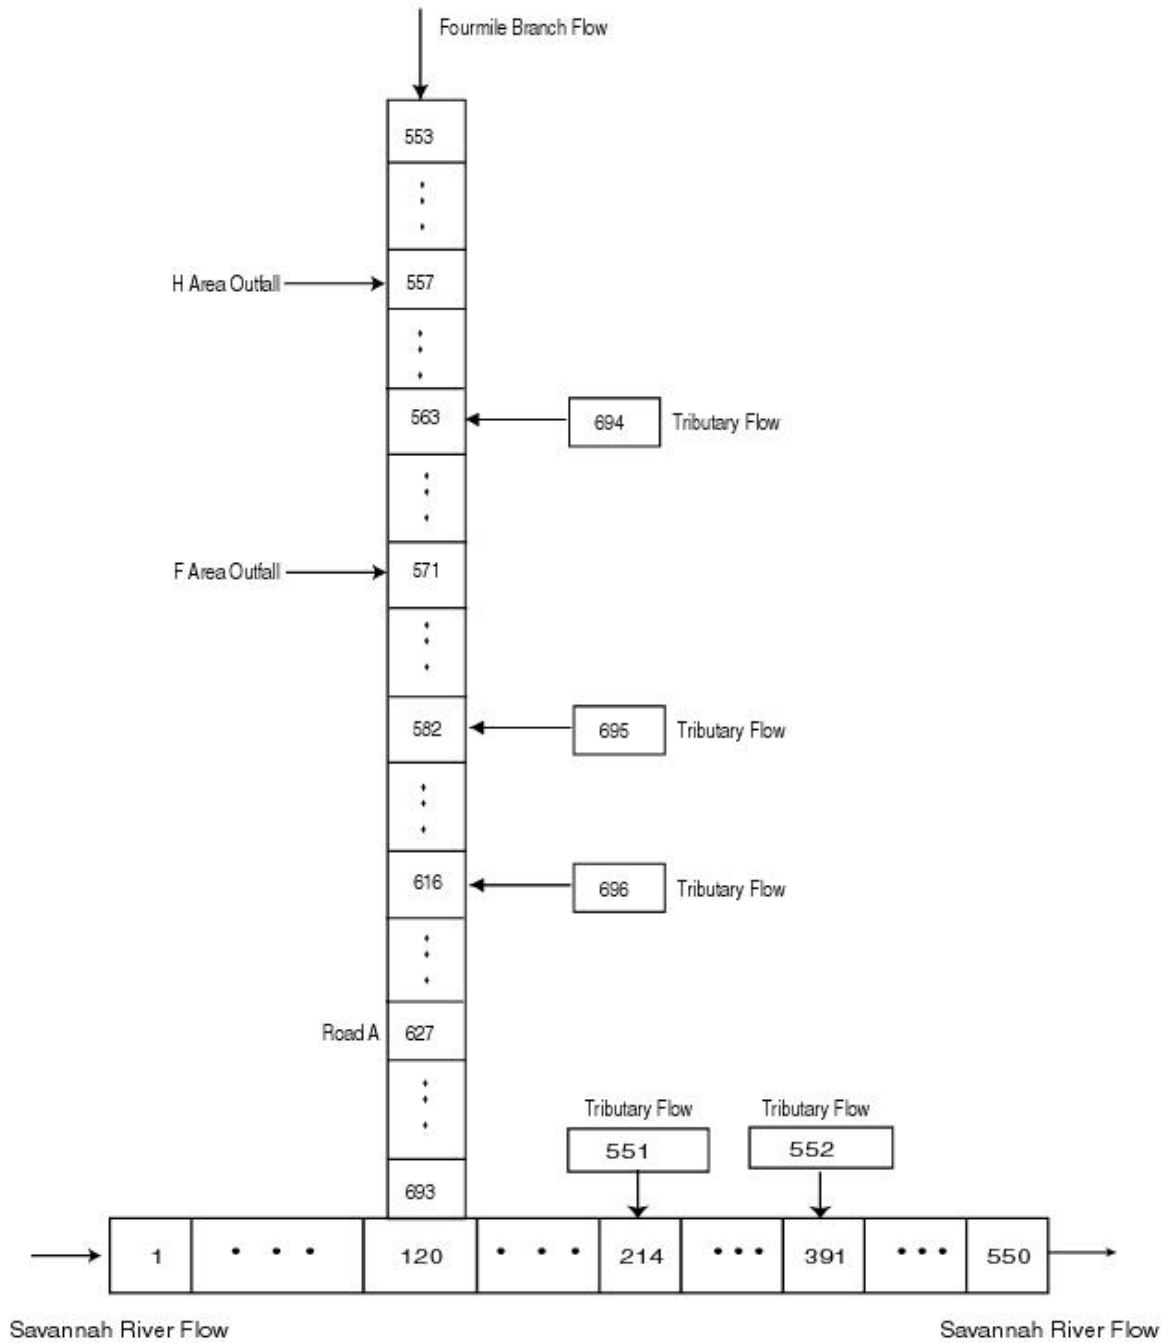 Fourmile Branch Flow
553
H Area Outfall
557
563
694
Tributary Flow
F Area Outfall
571
582
695
Tributary Flow
616
696
Tributary Flow
Road A
627
Tributary Flow
Tributary Flow
551
552
693
1
120
214
391
550
Savannah River Flow
Savannah River Flow